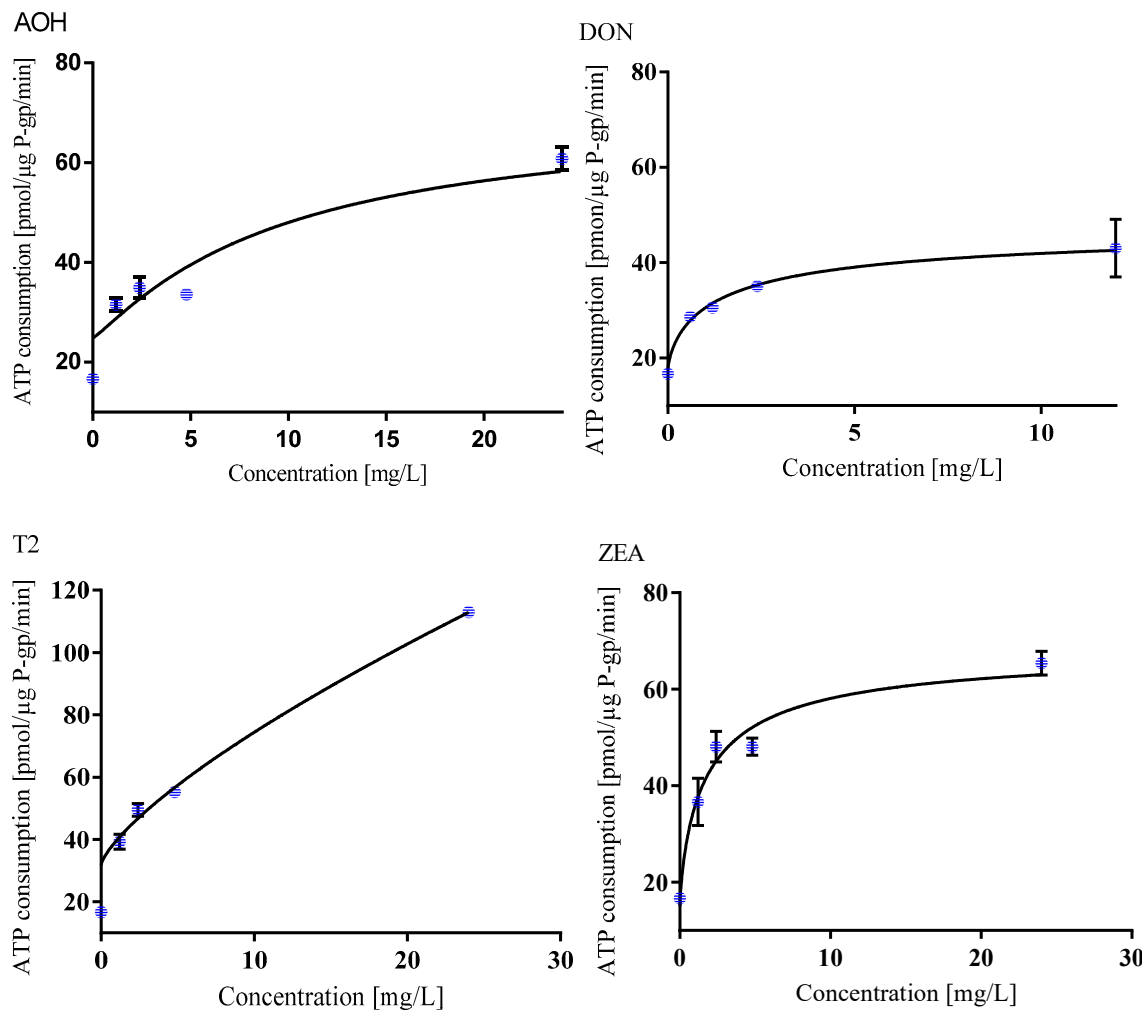 AOH
ATP consumption [pmol/µg P-gp/min]
80
60
40
20
0 5 10 15 20
Concentration [mg/L]
DON
ATP consumption [pmon/µg P-gp/min]
80
60
40
20
0 5 10
Concentration [mg/L]
T2
ATP consumption [pmol/µg P-gp/min]
120
100
80
60
40
20
0 10 20 30
Concentration [mg/L]
ZEA
ATP consumption [pmol/µg P-gp/min]
80
60
40
20
0 10 20 30
Concentration [mg/L]